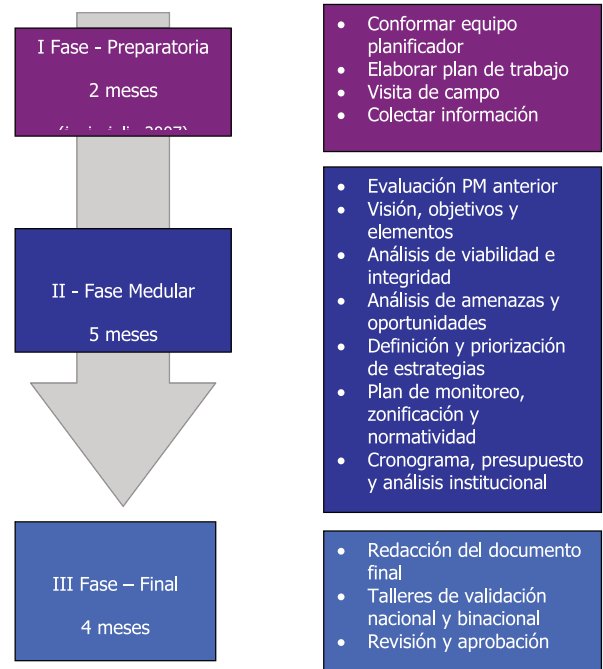 I Fase - Preparatoria
2 meses
• Conformar equipo
planificador
• Elaborar plan de trabajo
• Visita de campo
• Colectar información
II - Fase Medular
5 meses
• Evaluación PM anterior
• Visión, objetivos y
elementos
• Análisis de viabilidad e
integridad
• Análisis de amenazas y
oportunidades
• Definición y priorización
de estrategias
• Plan de monitoreo,
zonificación y
normatividad
• Cronograma, presupuesto
y análisis institucional
III Fase – Final
4 meses
• Redacción del documento
final
• Talleres de validación
nacional y binacional
• Revisión y aprobación